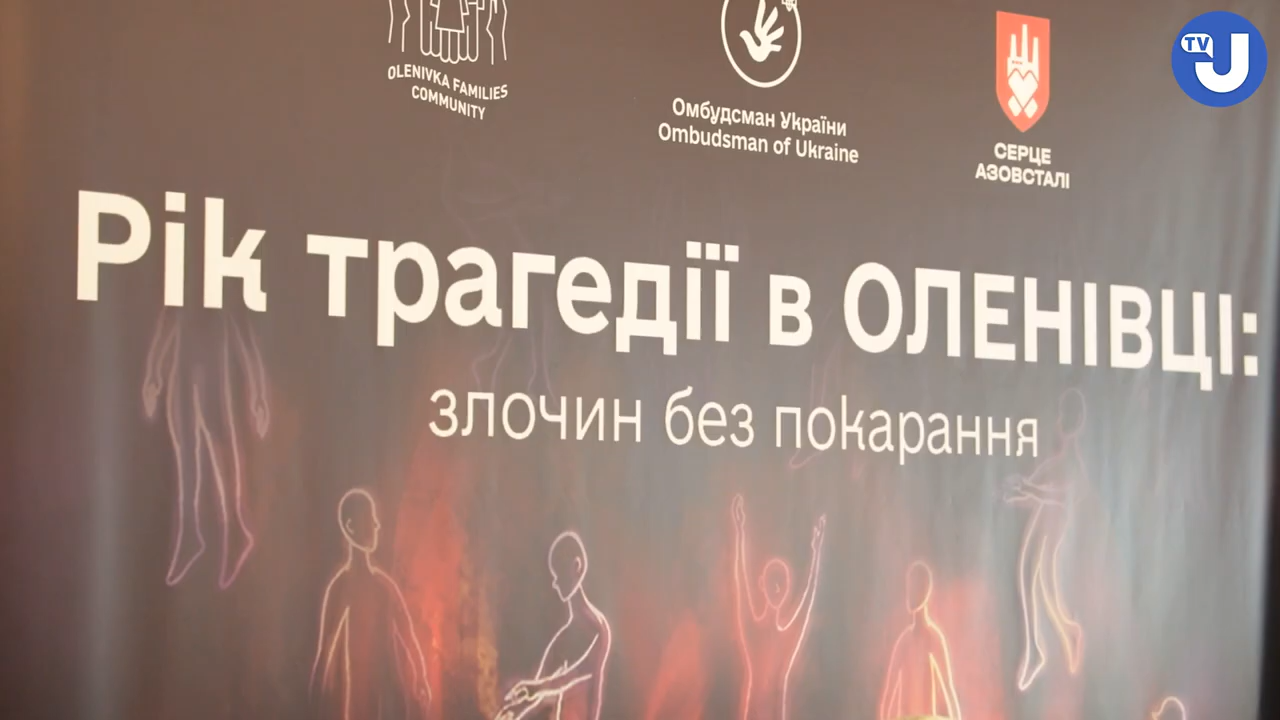 OLENIVKA FAMILIES
COMMUNITY
Омбудсман України
Ombudsman of Ukraine
СЕРЦЕ
АЗОВСТАЛІ
TV J
Рік трагедії в ОЛЕНІВЦІ:
злочин без покарання